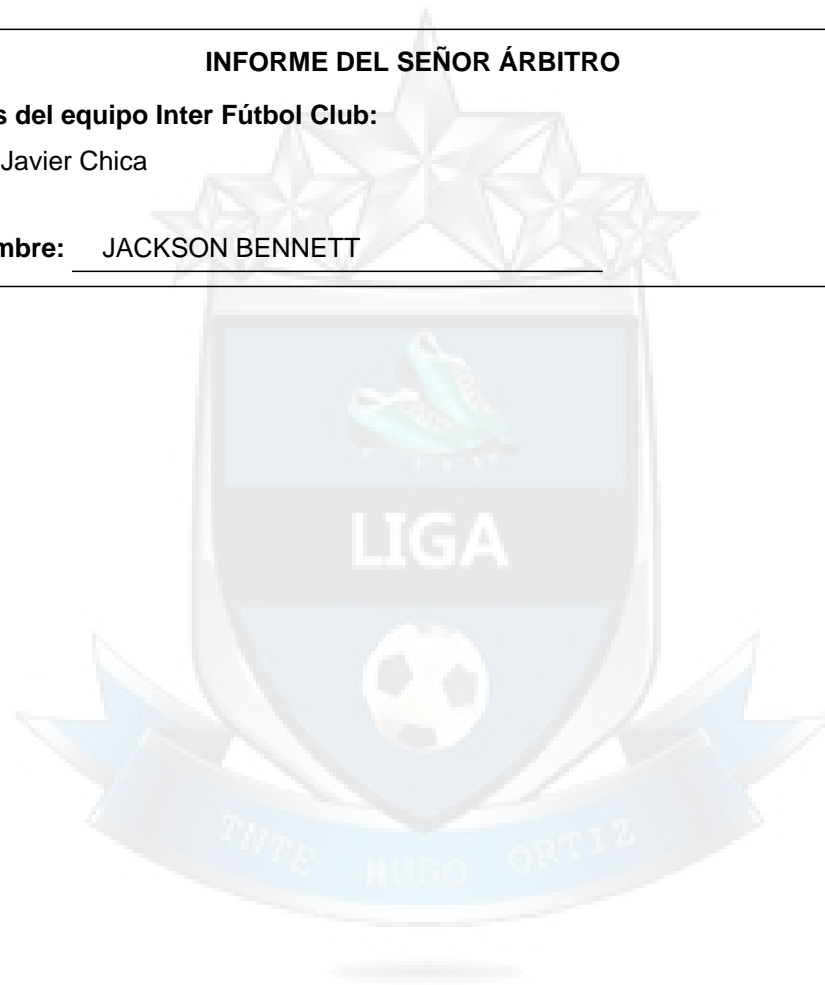 INFORME DEL SEÑOR ÁRBITRO
s del equipo Inter Fútbol Club:
Javier Chica
mbre: JACKSON BENNETT
LIGA
TNTE HUGO ORTIZ